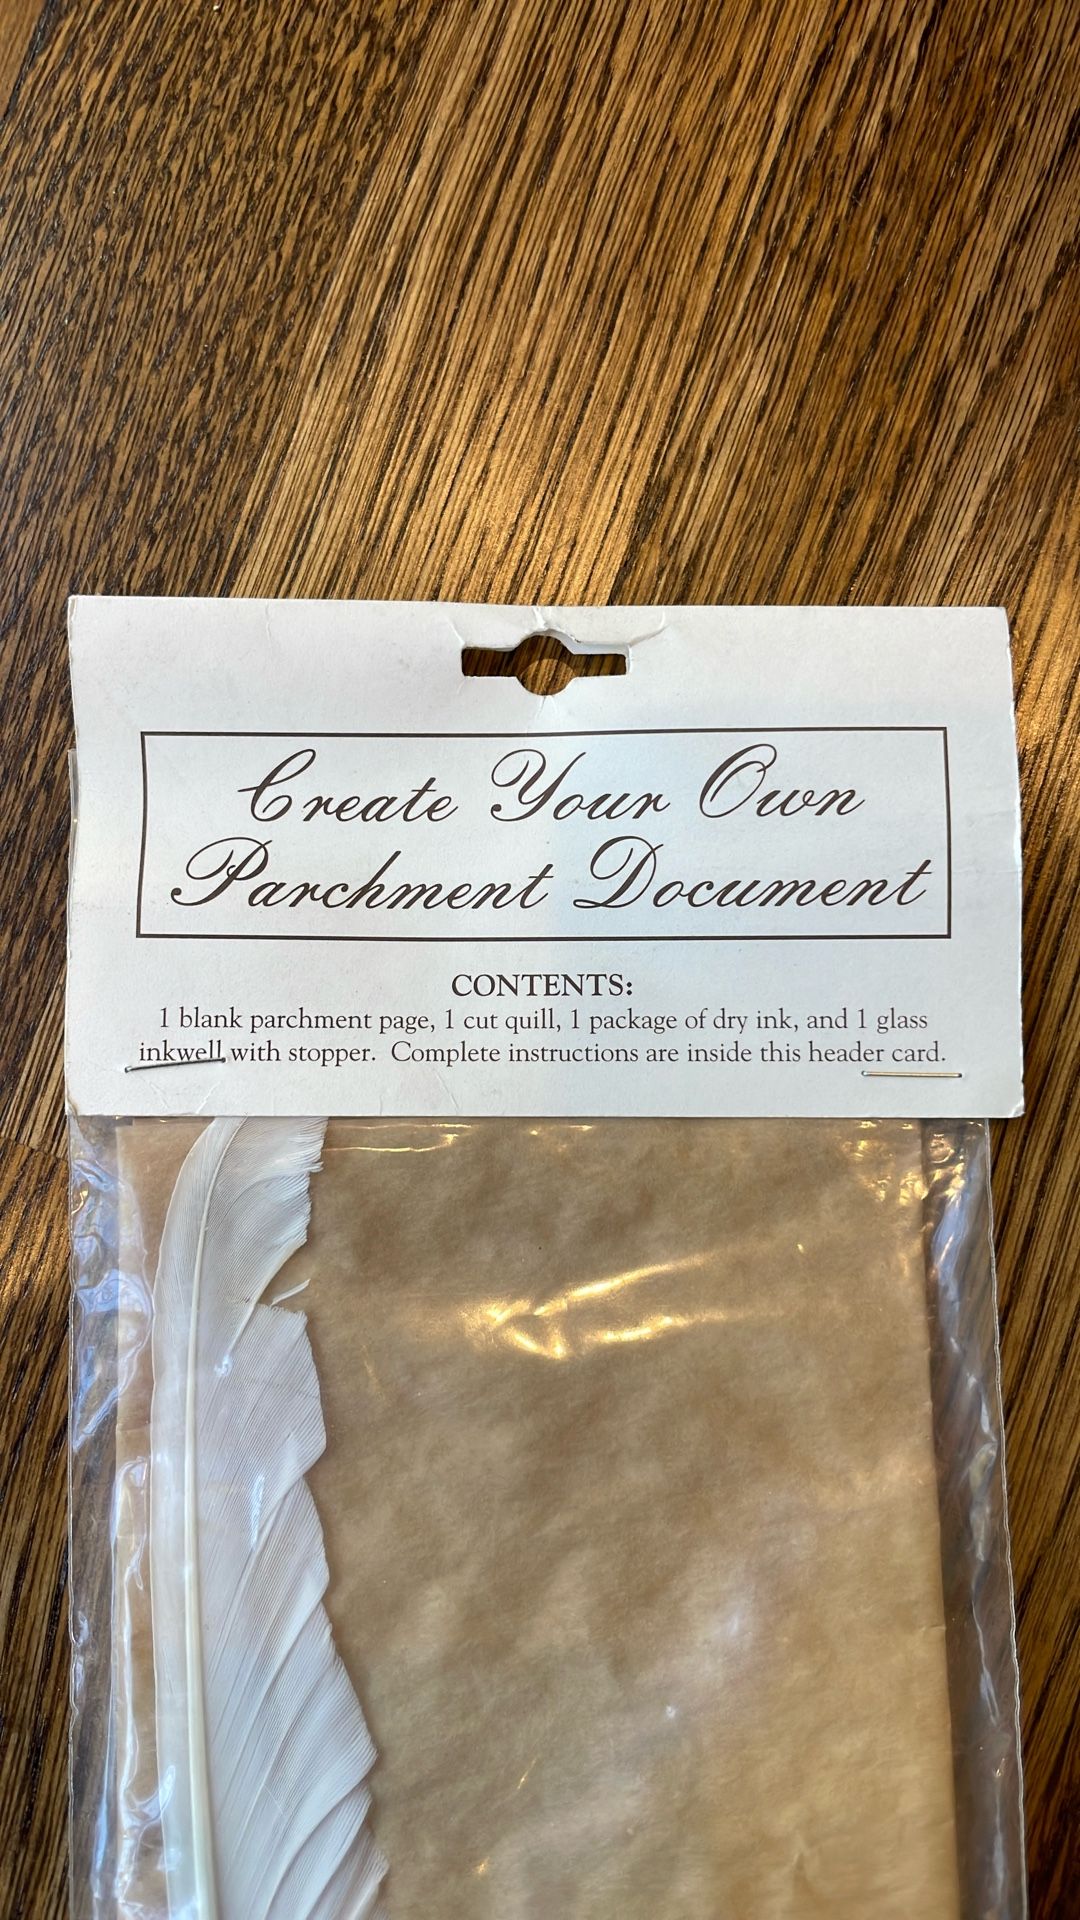 Create Your Own
Parchment Document
CONTENTS:
1 blank parchment page, 1 cut quill, 1 package of dry ink, and 1 glass
inkwell with stopper. Complete instructions are inside this header card.